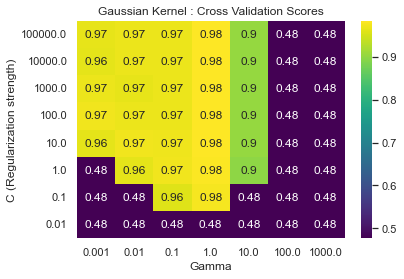 Gaussian Kernel : Cross Validation Scores
C (Regularization strength)
100000.0 0.97 0.97 0.97 0.98 0.9 0.48 0.48
10000.0 0.96 0.97 0.97 0.98 0.9 0.48 0.48
1000.0 0.97 0.97 0.97 0.98 0.9 0.48 0.48
100.0 0.97 0.97 0.97 0.98 0.9 0.48 0.48
10.0 0.96 0.97 0.97 0.98 0.9 0.48 0.48
1.0 0.48 0.96 0.97 0.98 0.9 0.48 0.48
0.1 0.48 0.48 0.96 0.98 0.48 0.48 0.48
0.01 0.48 0.48 0.48 0.48 0.48 0.48 0.48
0.001 0.01 0.1 1.0 10.0 100.0 1000.0
Gamma
0.9
0.8
0.7
0.6
0.5